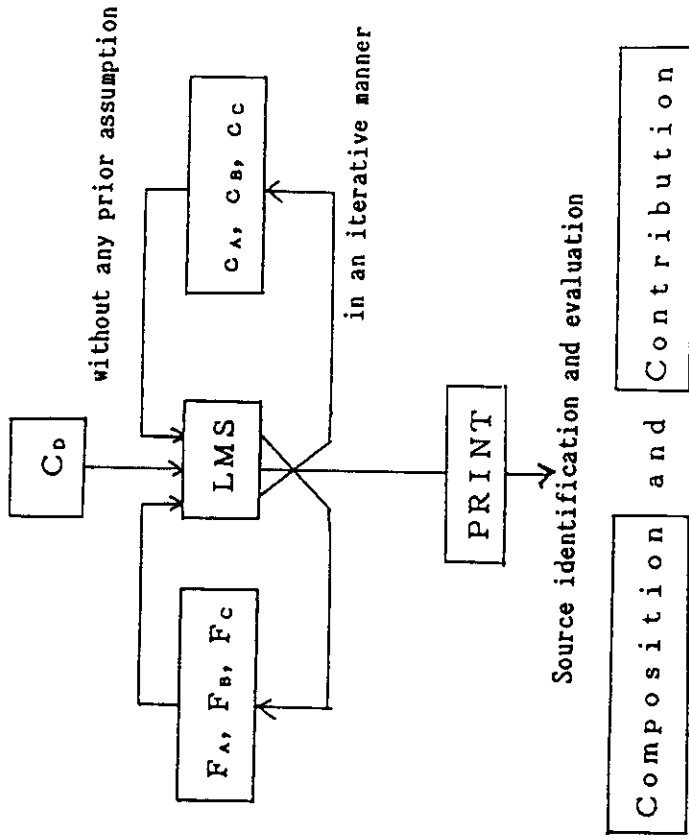 C_D
without any prior assumption
F_A, F_B, F_C
LMS
c_A, c_B, c_C
in an iterative manner
PRINT
Source identification and evaluation
Composition and Contribution